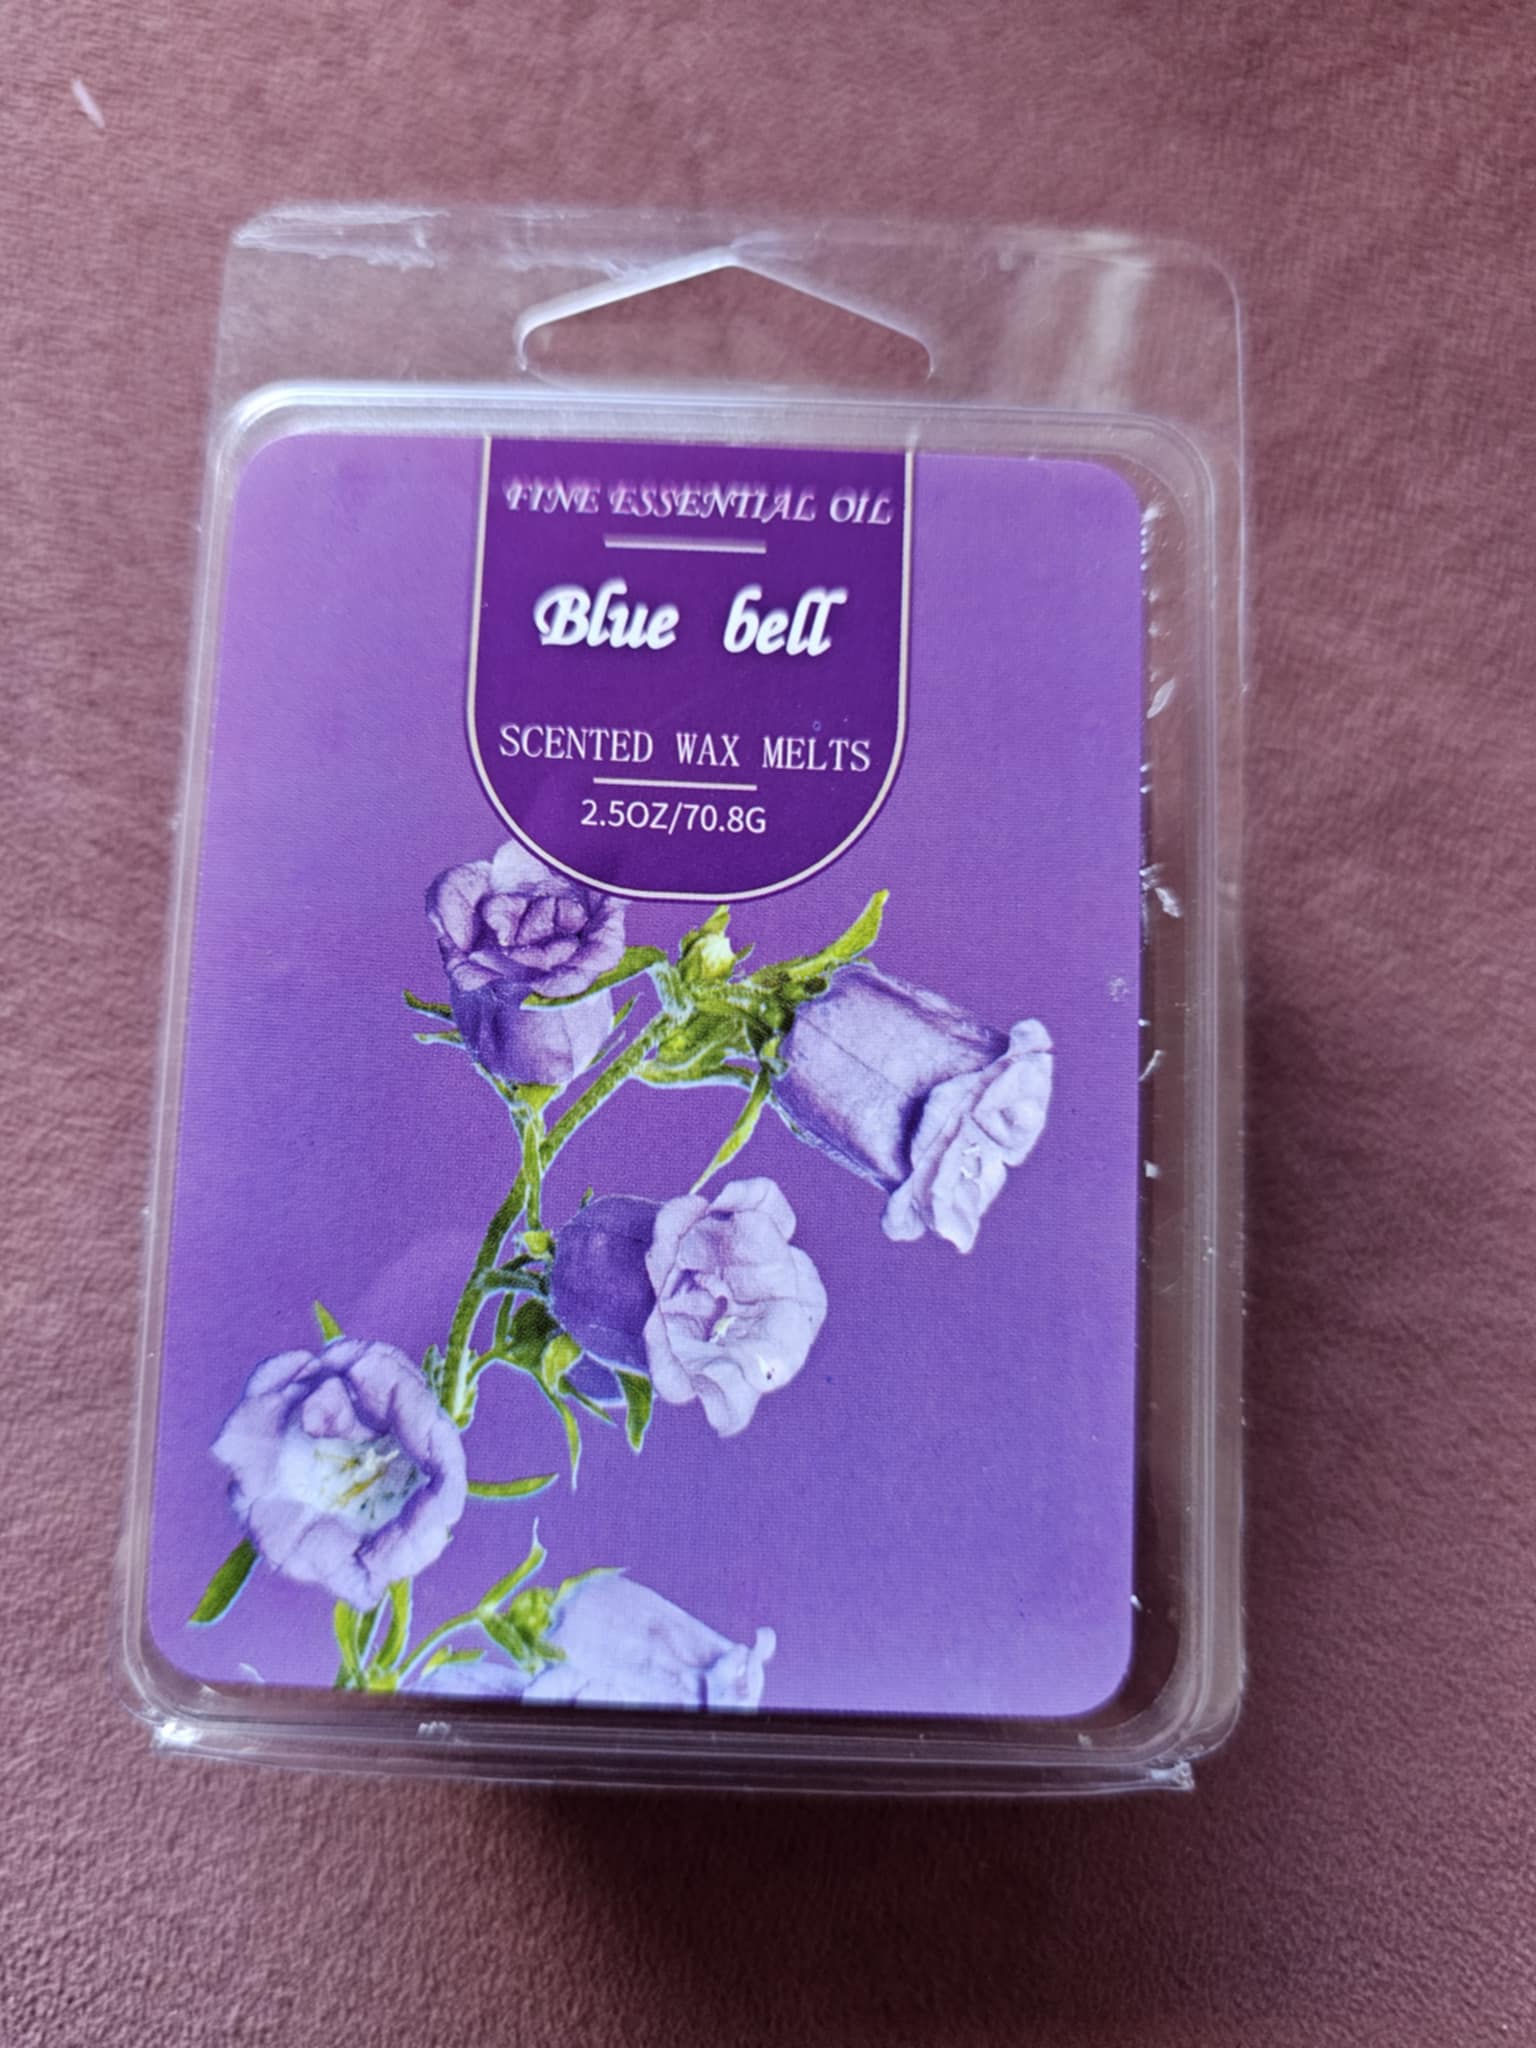 FINE ESSENTIAL OIL
Blue bell
SCENTED WAX MELTS
2.5OZ/70.8G